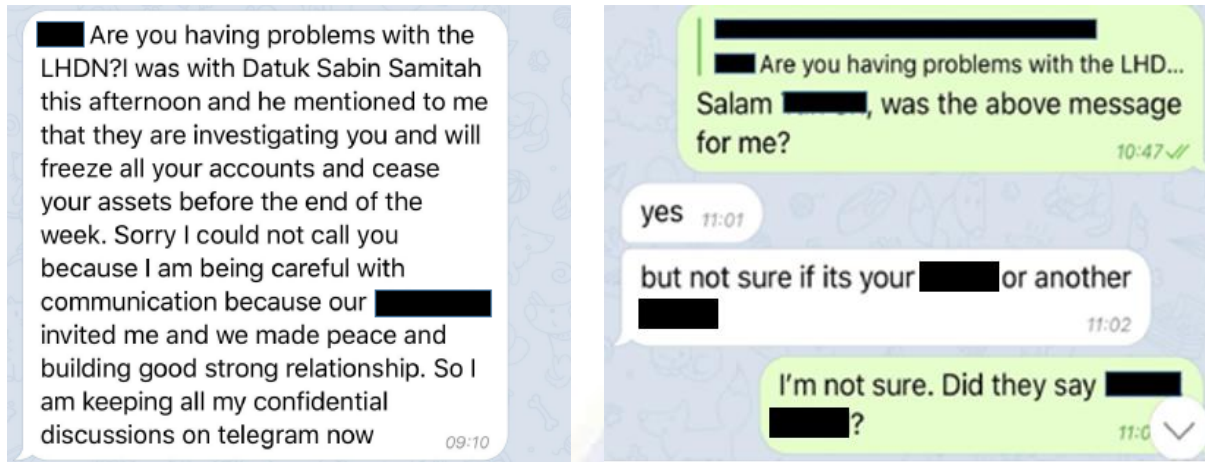 Are you having problems with the
LHDN?I was with Datuk Sabin Samitah
this afternoon and he mentioned to me
that they are investigating you and will
freeze all your accounts and cease
your assets before the end of the
week. Sorry I could not call you
because I am being careful with
communication because our
invited me and we made peace and
building good strong relationship. So I
am keeping all my confidential
discussions on telegram now
09:10
Are you having problems with the LHD...
Salam , was the above message
for me?
10:47
yes
11:01
but not sure if its your or another
11:02
I'm not sure. Did they say
?